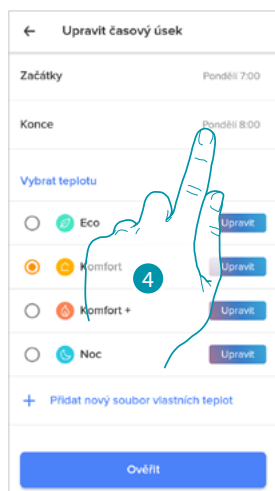 ← Upravit časový úsek
Začátky Pondělí 7:00
Konce Pondělí 8:00
Vybrat teplotu
Eco Upravit
Komfort Upravit
4
Komfort + Upravit
Noc Upravit
+ Přidat nový soubor vlastních teplot
Ověřit